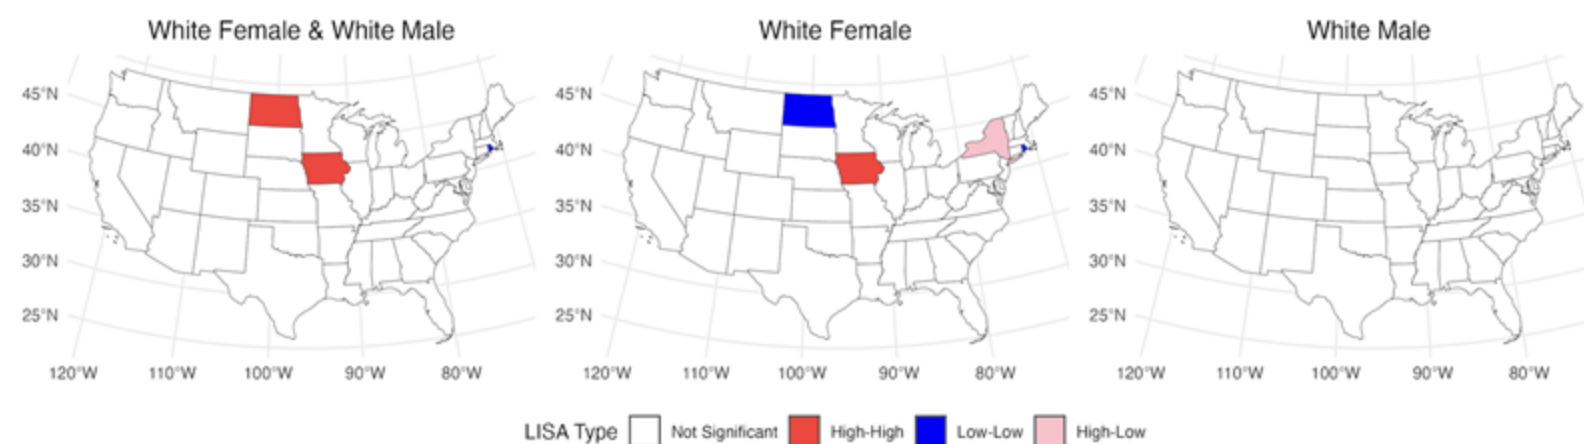 White Female & White Male
White Female
White Male
45°N
40°N
35°N
30°N
25°N
120°W 110°W 100°W 90°W 80°W
45°N
40°N
35°N
30°N
25°N
120°W 110°W 100°W 90°W 80°W
45°N
40°N
35°N
30°N
25°N
120°W 110°W 100°W 90°W 80°W
LISA Type Not Significant High-High Low-Low High-Low